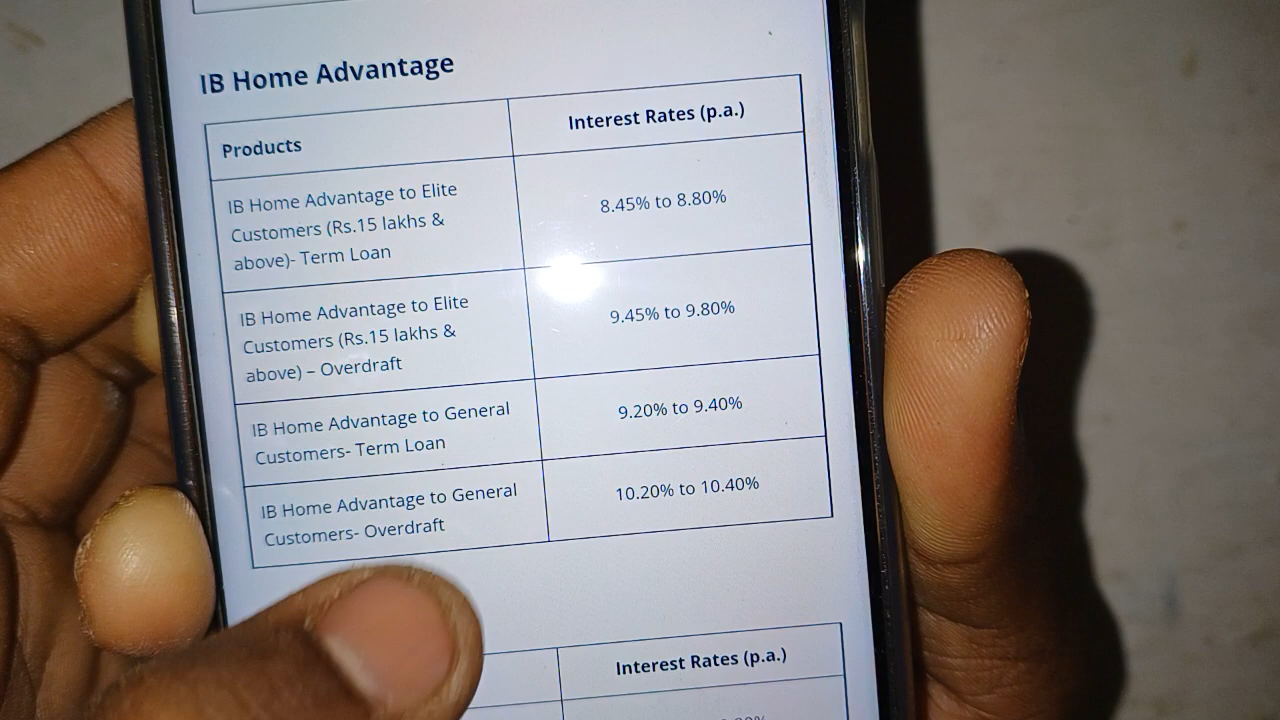 IB Home Advantage
Products
Interest Rates (p.a.)
IB Home Advantage to Elite
Customers (Rs.15 lakhs &
above)- Term Loan
8.45% to 8.80%
IB Home Advantage to Elite
Customers (Rs.15 lakhs &
above) – Overdraft
9.45% to 9.80%
IB Home Advantage to General
Customers- Term Loan
9.20% to 9.40%
IB Home Advantage to General
Customers- Overdraft
10.20% to 10.40%
Interest Rates (p.a.)